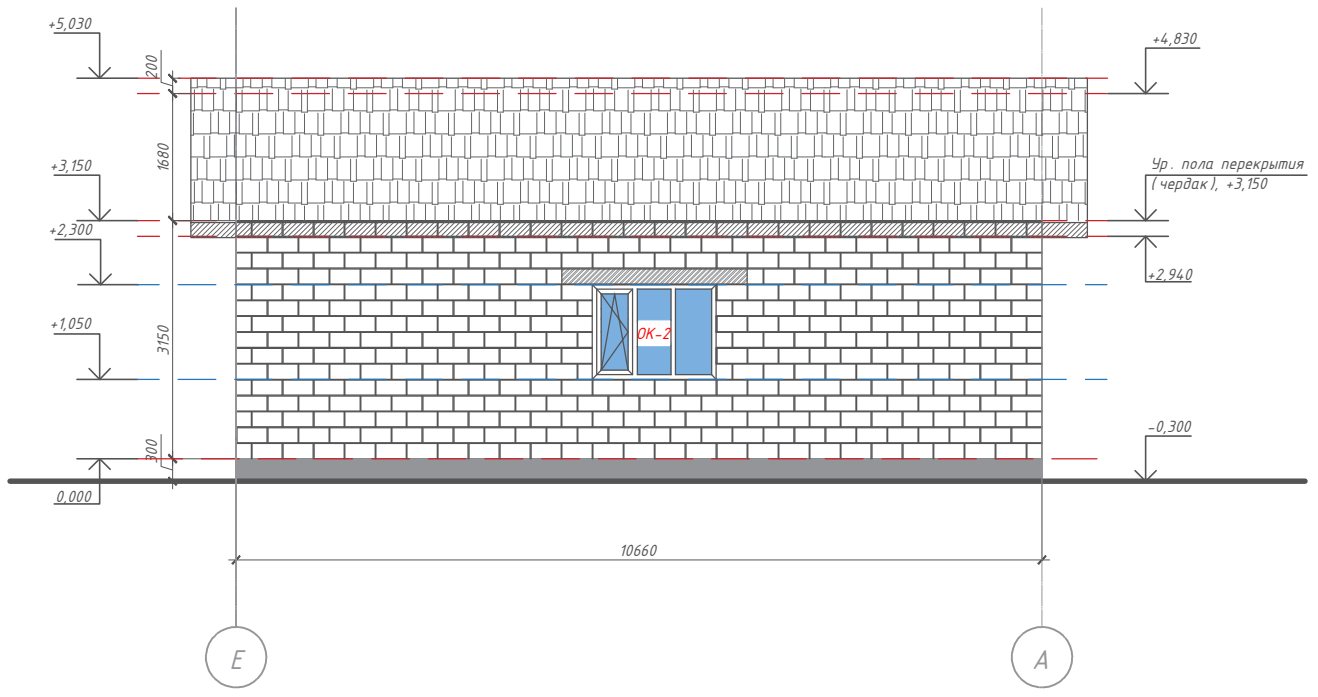 +5,030
200
+4,830
1680
+3,150
Ур. пола перекрытия
(чердак), +3,150
+2,300
+2,940
+1,050
3150
ОК-2
-0,300
300
0,000
10660
Е
А